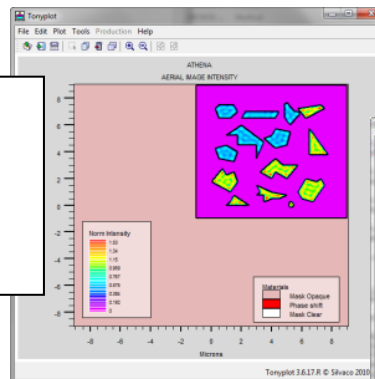 Tonyplot
File Edit Plot Tools Production Help
ATHENA
AERIAL IMAGE INTENSITY
8
6
4
2
0
-2
-4
-6
-8
Norm Intensity
0
Materials
Mask Opaque
Phase shift
Mask Clear
-8 -6 -4 -2 0 2 4 6 8
Microns
Tonyplot 3.6.17.R © Silvaco 2010